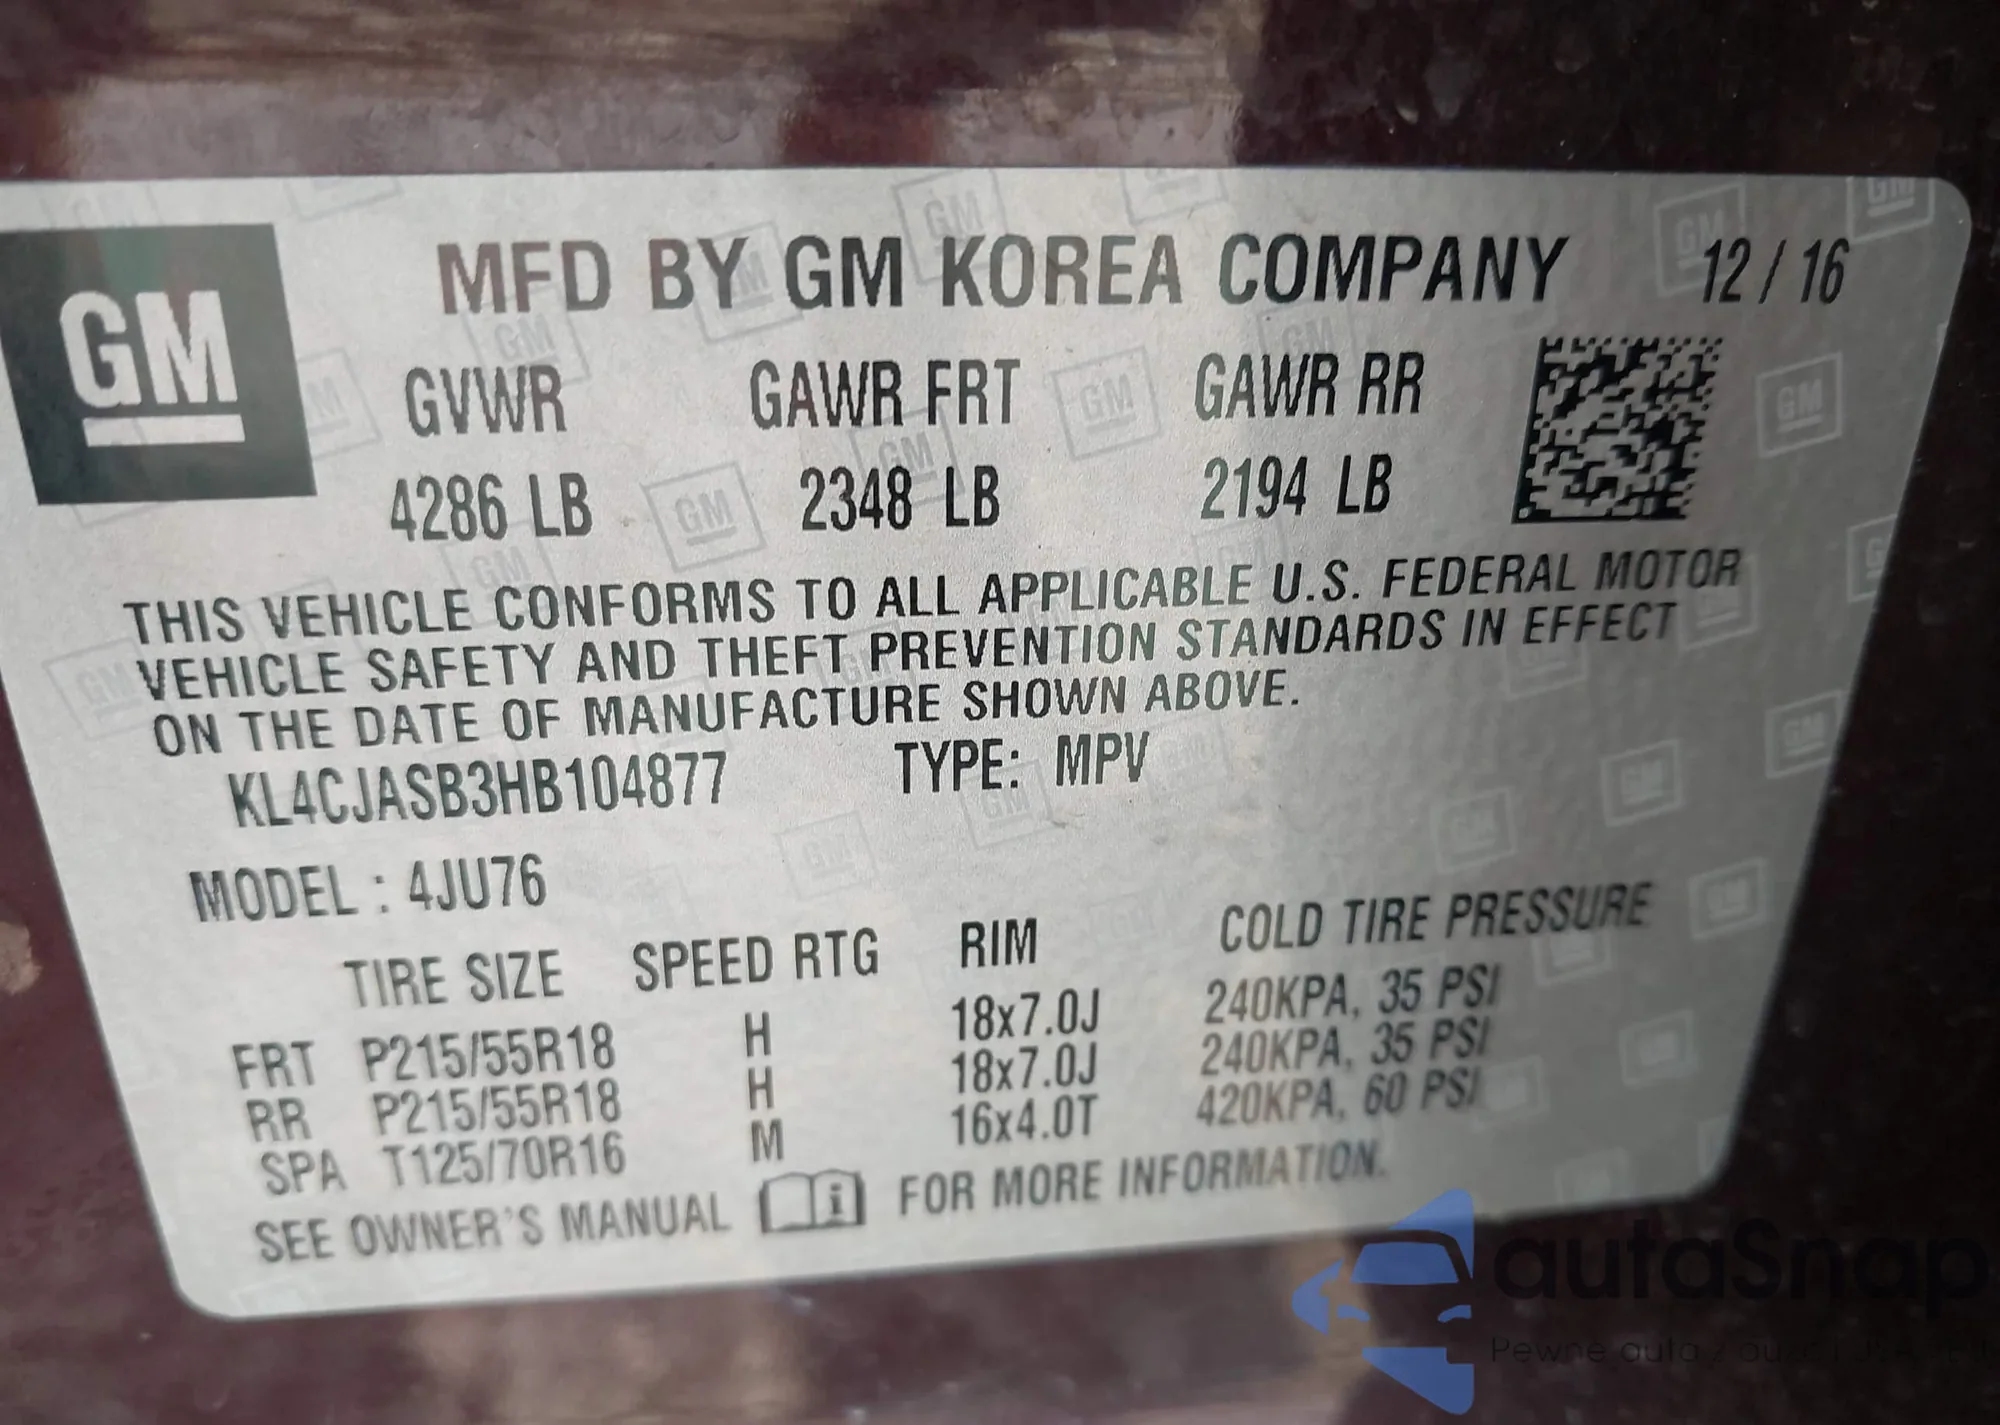 GM
MFD BY GM KOREA COMPANY 12 / 16
GVWR GAWR FRT GAWR RR
4286 LB 2348 LB 2194 LB
THIS VEHICLE CONFORMS TO ALL APPLICABLE U.S. FEDERAL MOTOR
VEHICLE SAFETY AND THEFT PREVENTION STANDARDS IN EFFECT
ON THE DATE OF MANUFACTURE SHOWN ABOVE.
KL4CJASB3HB104877 TYPE: MPV
MODEL : 4JU76
TIRE SIZE SPEED RTG RIM COLD TIRE PRESSURE
FRT P215/55R18 H 18x7.0J 240KPA, 35 PSI
RR P215/55R18 H 18x7.0J 240KPA, 35 PSI
SPA T125/70R16 M 16x4.0T 420KPA, 60 PSI
SEE OWNER'S MANUAL i FOR MORE INFORMATION.
autaSnap
Pewne auta z